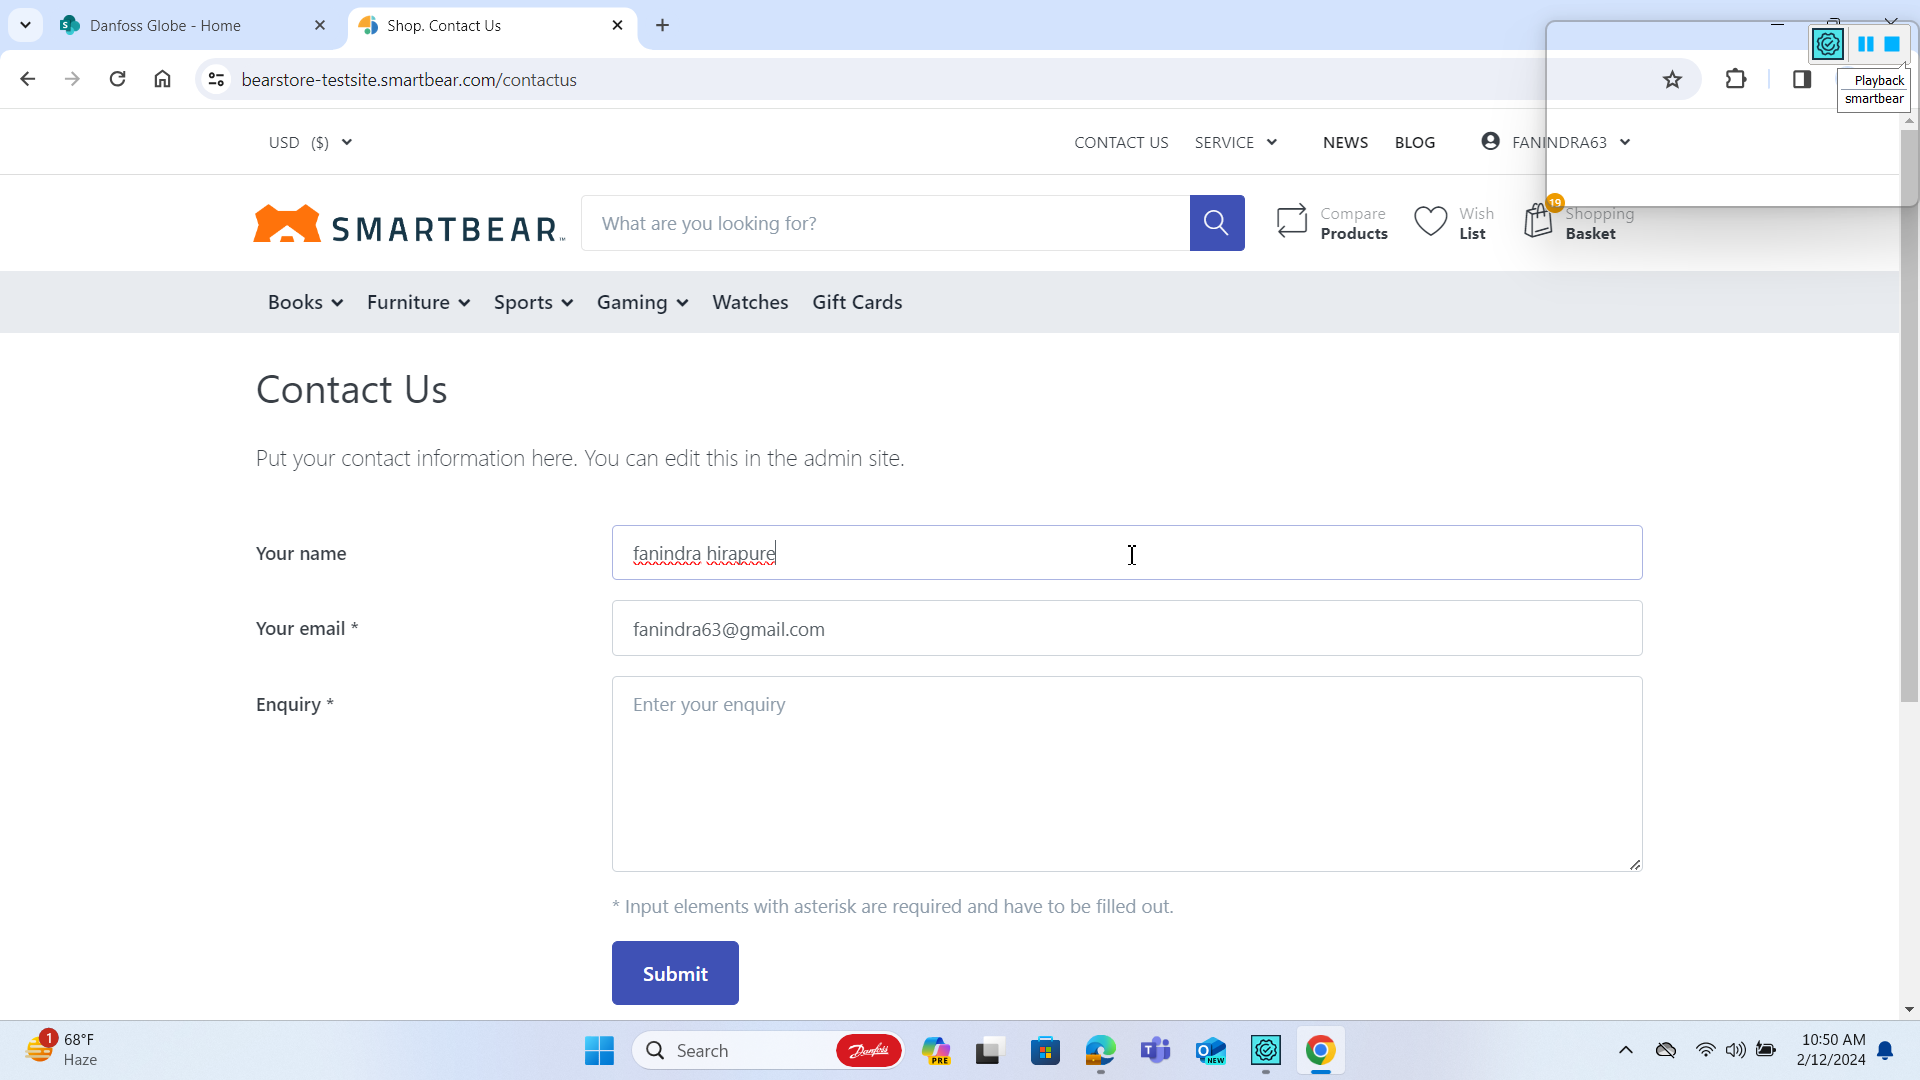 Danfoss Globe - Home
Shop. Contact Us
bearstore-testsite.smartbear.com/contactus
Playback
smartbear
USD ($)
CONTACT US SERVICE NEWS BLOG FANINDRA63
SMARTBEAR™
What are you looking for?
Compare
Products
Wish
List
19
Shopping
Basket
Books Furniture Sports Gaming Watches Gift Cards
Contact Us
Put your contact information here. You can edit this in the admin site.
Your name
fanindra hirapure
Your email *
fanindra63@gmail.com
Enquiry *
Enter your enquiry
* Input elements with asterisk are required and have to be filled out.
Submit
1
68°F
Haze
Search
Danfoss
PRE
NEW
10:50 AM
2/12/2024